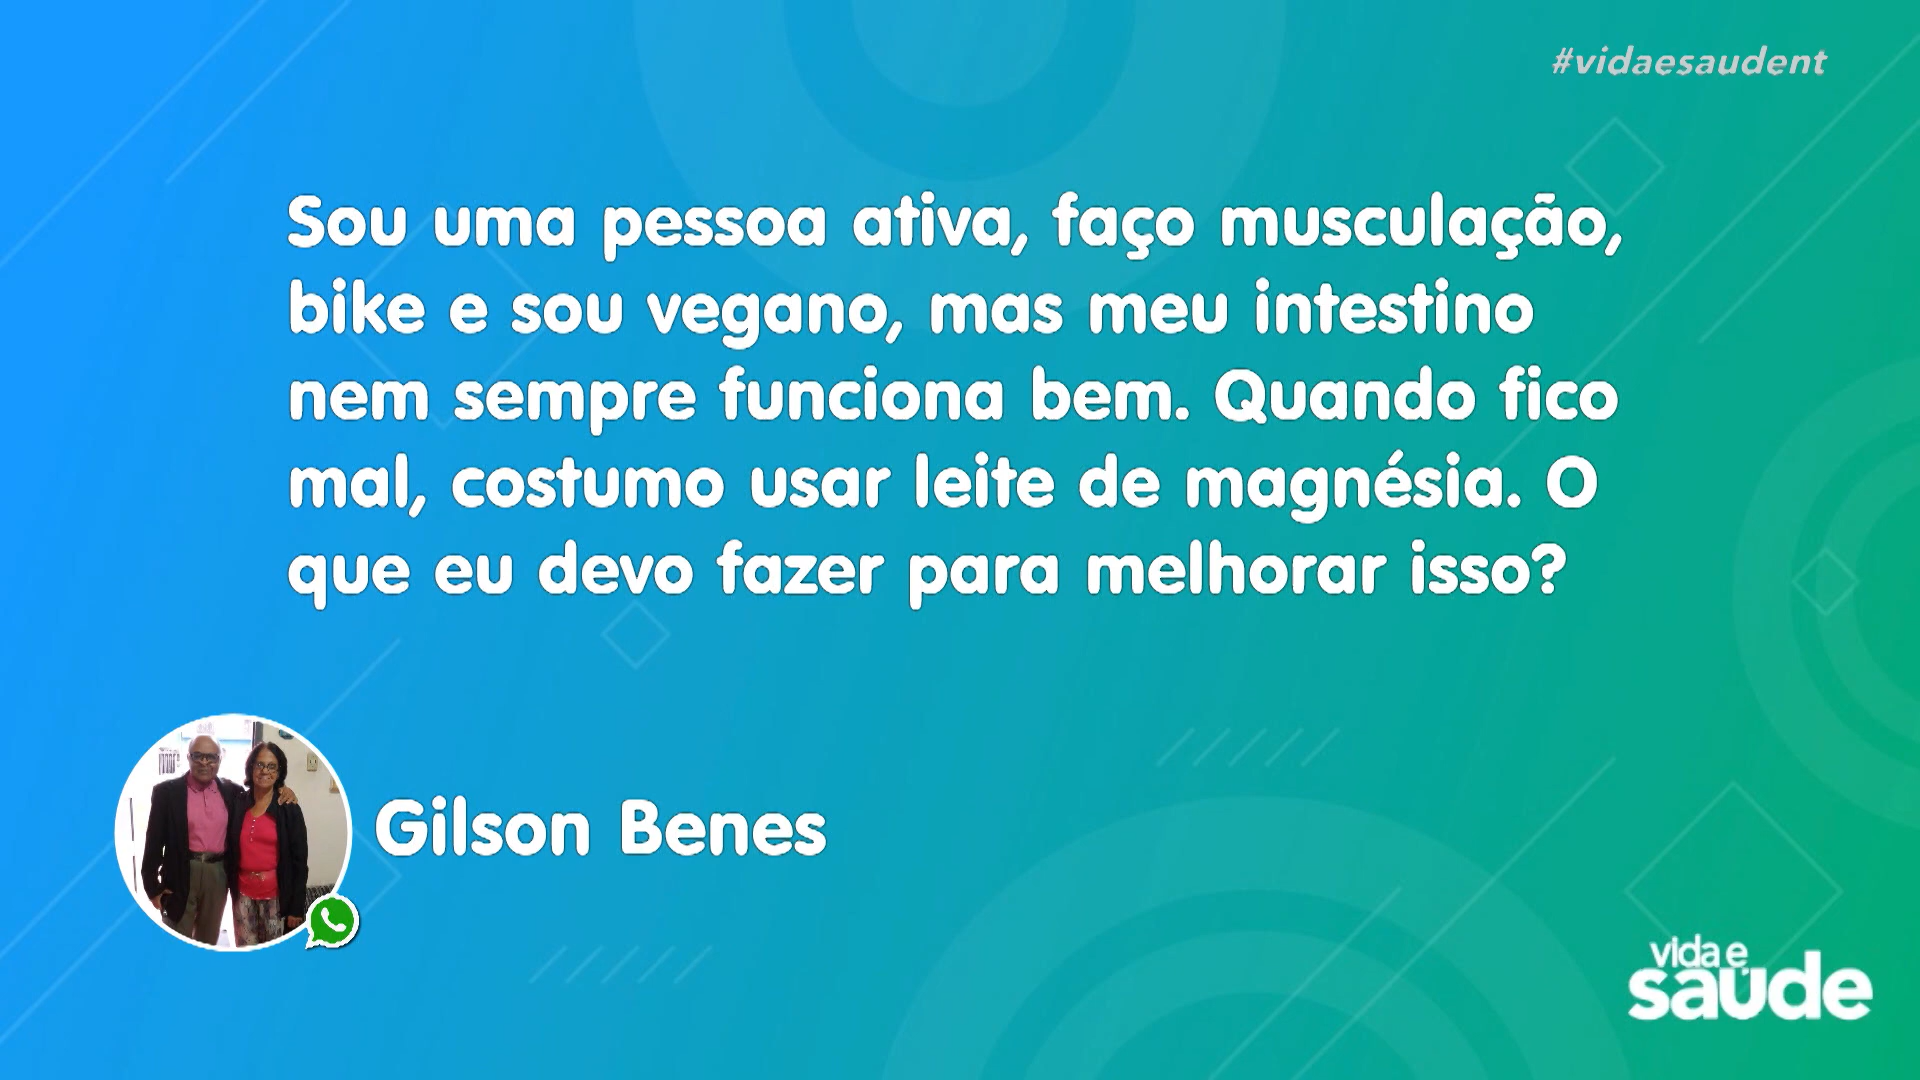 #vidaesaudent
Sou uma pessoa ativa, faço musculação,
bike e sou vegano, mas meu intestino
nem sempre funciona bem. Quando fico
mal, costumo usar leite de magnésia. O
que eu devo fazer para melhorar isso?
Gilson Benes
vida e
saúde